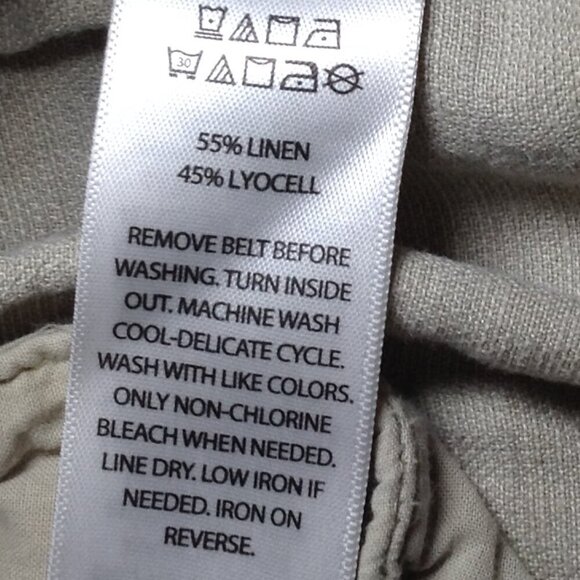 30
55% LINEN
45% LYOCELL
REMOVE BELT BEFORE
WASHING. TURN INSIDE
OUT. MACHINE WASH
COOL-DELICATE CYCLE.
WASH WITH LIKE COLORS.
ONLY NON-CHLORINE
BLEACH WHEN NEEDED.
LINE DRY. LOW IRON IF
NEEDED. IRON ON
REVERSE.